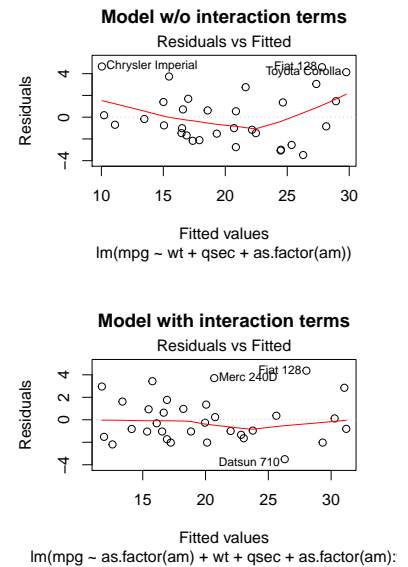 Model w/o interaction terms
Residuals vs Fitted
Chrysler Imperial
Fiat 128
Toyota Corolla
Residuals
4
0
−4
10 15 20 25 30
Fitted values
lm(mpg ~ wt + qsec + as.factor(am))
Model with interaction terms
Residuals vs Fitted
Fiat 128
Merc 240D
Datsun 710
Residuals
4
2
0
−4
15 20 25 30
Fitted values
lm(mpg ~ as.factor(am) + wt + qsec + as.factor(am):